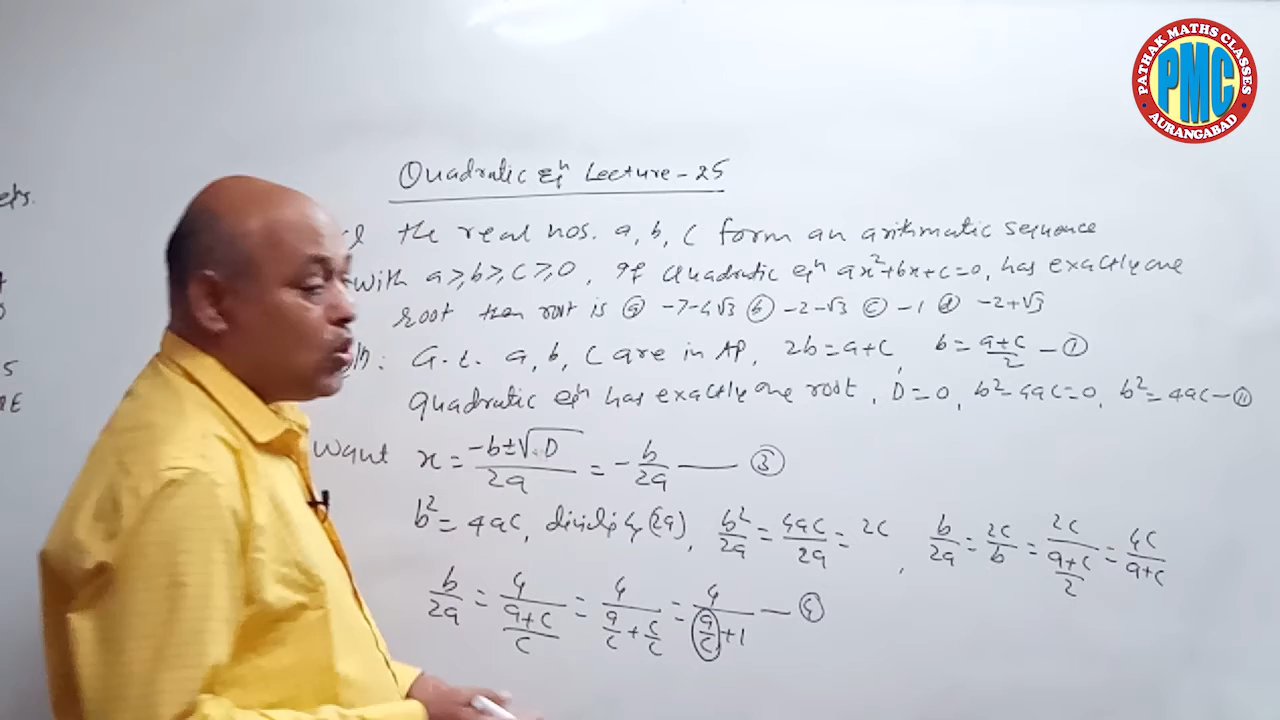 PATHAK MATHS CLASSES
PMC
AURANGABAD
Quadratic Eqⁿ Lecture - 25
the real nos. a, b, c form an arithmatic sequence
with a ≥ b ≥ c ≥ 0, If quadratic eqⁿ ax²+bx+c=0, has exactly one
root then root is ⓐ -7-4√3 ⓑ -2-√3 ⓒ -1 ⓓ -2+√3
G.t. a, b, c are in AP, 2b = a+c, b = (a+c)/2 — ①
quadratic eqⁿ has exactly one root, D=0, b²-4ac=0, b²=4ac — ⑪
want x = (-b±√D)/2a = -b/2a — ③
b² = 4ac, dividing by (2a), b²/2a = 4ac/2a = 2c, b/2a = 2c/b = 2c/((a+c)/2) = 4c/(a+c)
b/2a = 4/((a+c)/c) = 4/(a/c + c/c) = 4/(a/c + 1) — ④